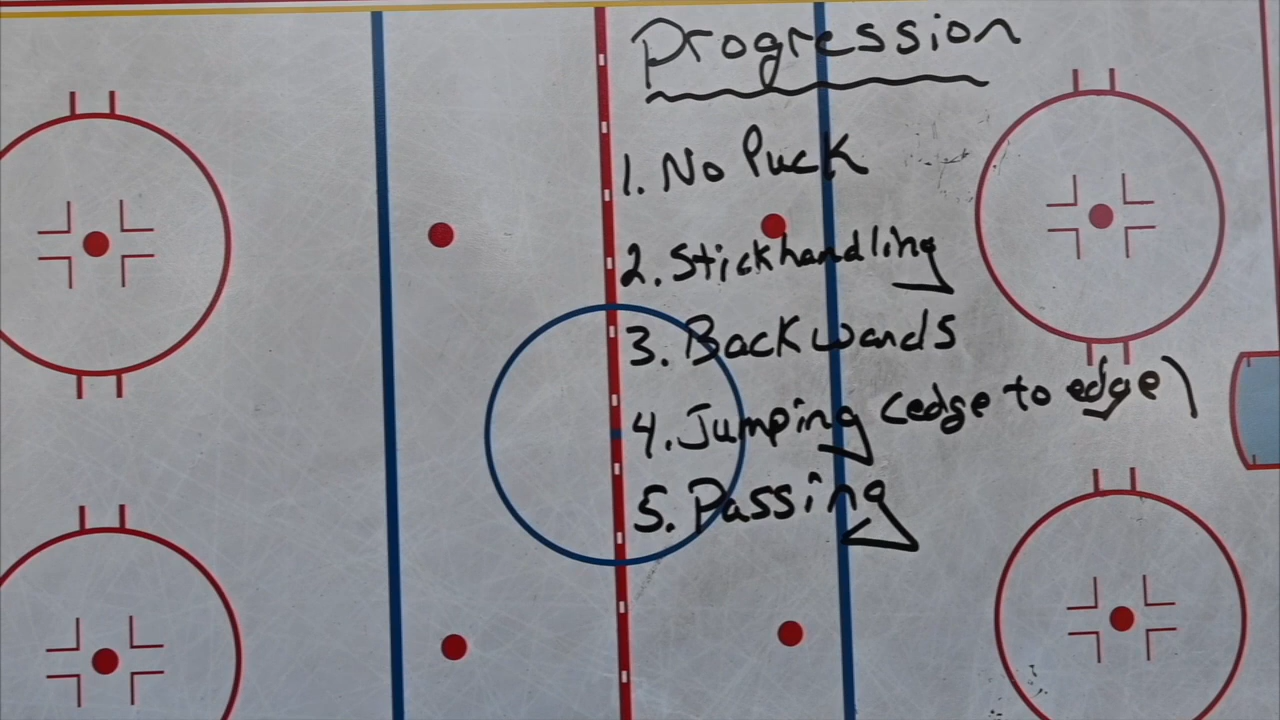 Progression
1. No Puck
2. Stickhandling
3. Backwards
4. Jumping (edge to edge)
5. Passing